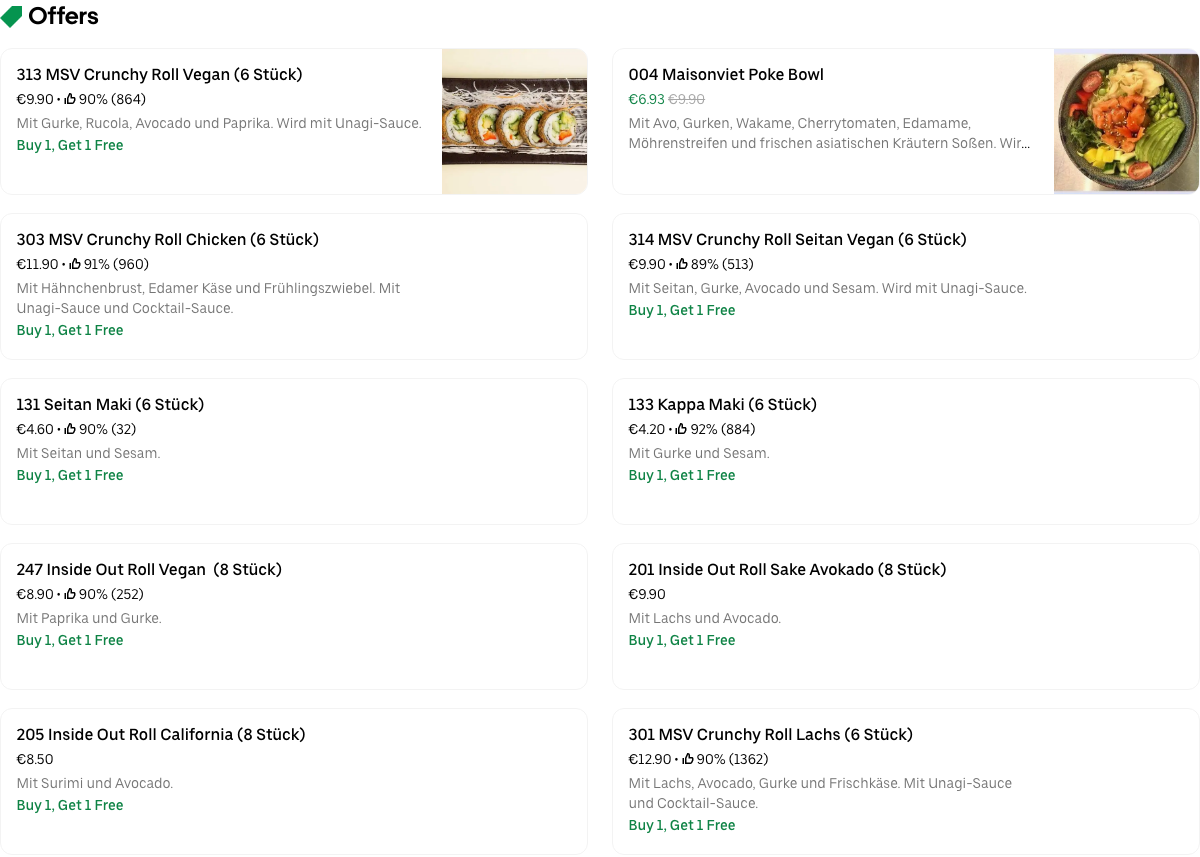 Offers
313 MSV Crunchy Roll Vegan (6 Stück)
€9.90 • 90% (864)
Mit Gurke, Rucola, Avocado und Paprika. Wird mit Unagi-Sauce.
Buy 1, Get 1 Free
004 Maisonviet Poke Bowl
€6.93 €9.90
Mit Avo, Gurken, Wakame, Cherrytomaten, Edamame,
Möhrenstreifen und frischen asiatischen Kräutern Soßen. Wir...
303 MSV Crunchy Roll Chicken (6 Stück)
€11.90 • 91% (960)
Mit Hähnchenbrust, Edamer Käse und Frühlingszwiebel. Mit
Unagi-Sauce und Cocktail-Sauce.
Buy 1, Get 1 Free
314 MSV Crunchy Roll Seitan Vegan (6 Stück)
€9.90 • 89% (513)
Mit Seitan, Gurke, Avocado und Sesam. Wird mit Unagi-Sauce.
Buy 1, Get 1 Free
131 Seitan Maki (6 Stück)
€4.60 • 90% (32)
Mit Seitan und Sesam.
Buy 1, Get 1 Free
133 Kappa Maki (6 Stück)
€4.20 • 92% (884)
Mit Gurke und Sesam.
Buy 1, Get 1 Free
247 Inside Out Roll Vegan (8 Stück)
€8.90 • 90% (252)
Mit Paprika und Gurke.
Buy 1, Get 1 Free
201 Inside Out Roll Sake Avokado (8 Stück)
€9.90
Mit Lachs und Avocado.
Buy 1, Get 1 Free
205 Inside Out Roll California (8 Stück)
€8.50
Mit Surimi und Avocado.
Buy 1, Get 1 Free
301 MSV Crunchy Roll Lachs (6 Stück)
€12.90 • 90% (1362)
Mit Lachs, Avocado, Gurke und Frischkäse. Mit Unagi-Sauce
und Cocktail-Sauce.
Buy 1, Get 1 Free